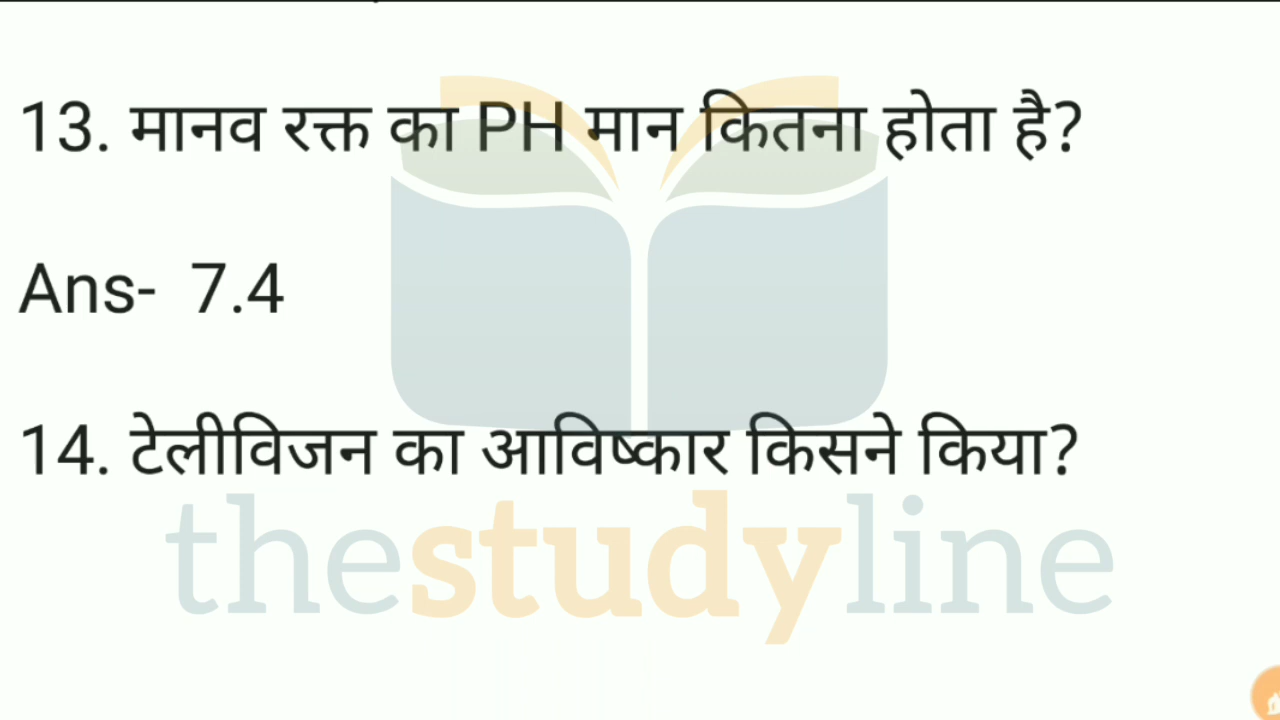 13. मानव रक्त का PH मान कितना होता है?
Ans- 7.4
14. टेलीविजन का आविष्कार किसने किया?
thestudyline